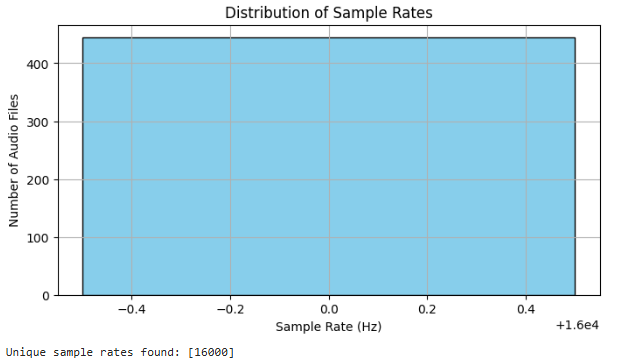 Distribution of Sample Rates
400
300
200
100
0
Number of Audio Files
−0.4 −0.2 0.0 0.2 0.4
Sample Rate (Hz)
+1.6e4
Unique sample rates found: [16000]